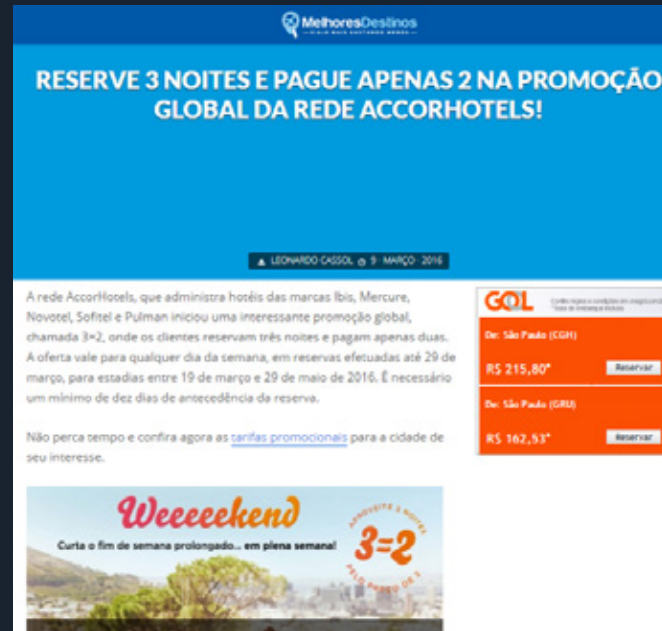 MelhoresDestinos
RESERVE 3 NOITES E PAGUE APENAS 2 NA PROMOÇÃO
GLOBAL DA REDE ACCORHOTELS!
LEONARDO CASSOL 9 · MARÇO · 2016
A rede AccorHotels, que administra hotéis das marcas Ibis, Mercure,
Novotel, Sofitel e Pulman iniciou uma interessante promoção global,
chamada 3=2, onde os clientes reservam três noites e pagam apenas duas.
A oferta vale para qualquer dia da semana, em reservas efetuadas até 29 de
março, para estadias entre 19 de março e 29 de maio de 2016. É necessário
um mínimo de dez dias de antecedência da reserva.
Não perca tempo e confira agora as tarifas promocionais para a cidade de
seu interesse.
GOL
De: São Paulo (CGH)
R$ 215,80* Reservar
De: São Paulo (GRU)
R$ 162,53* Reservar
Weeeeekend
Curta o fim de semana prolongado... em plena semana!
APROVEITE 3 NOITES
3=2
PELO PREÇO DE